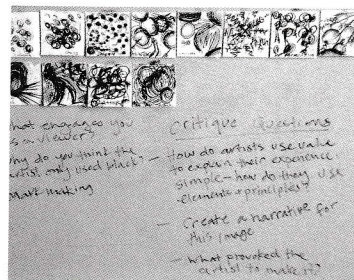 hat engages you
s a viewer?
hy do you think the
rtist only used black?
Mark making
Critique Questions
- How do artists use value
to explain their experience.
simple - how do they use
elements & principles?
- Create a narrative for
this image
- what provoked the
artist to make it?